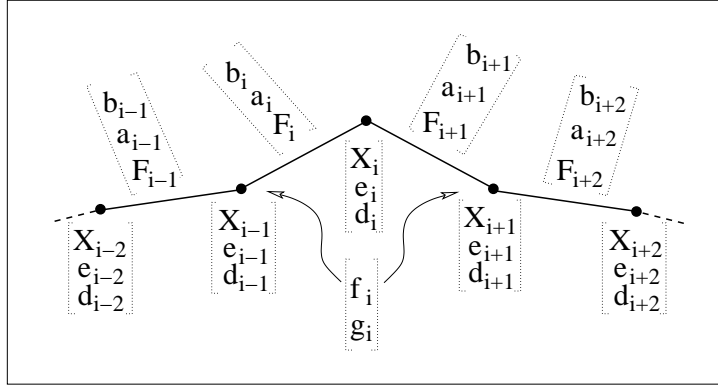 b_{i−1}
a_{i−1}
F_{i−1}
b_i
a_i
F_i
b_{i+1}
a_{i+1}
F_{i+1}
b_{i+2}
a_{i+2}
F_{i+2}
X_{i−2}
e_{i−2}
d_{i−2}
X_{i−1}
e_{i−1}
d_{i−1}
X_i
e_i
d_i
X_{i+1}
e_{i+1}
d_{i+1}
X_{i+2}
e_{i+2}
d_{i+2}
f_i
g_i